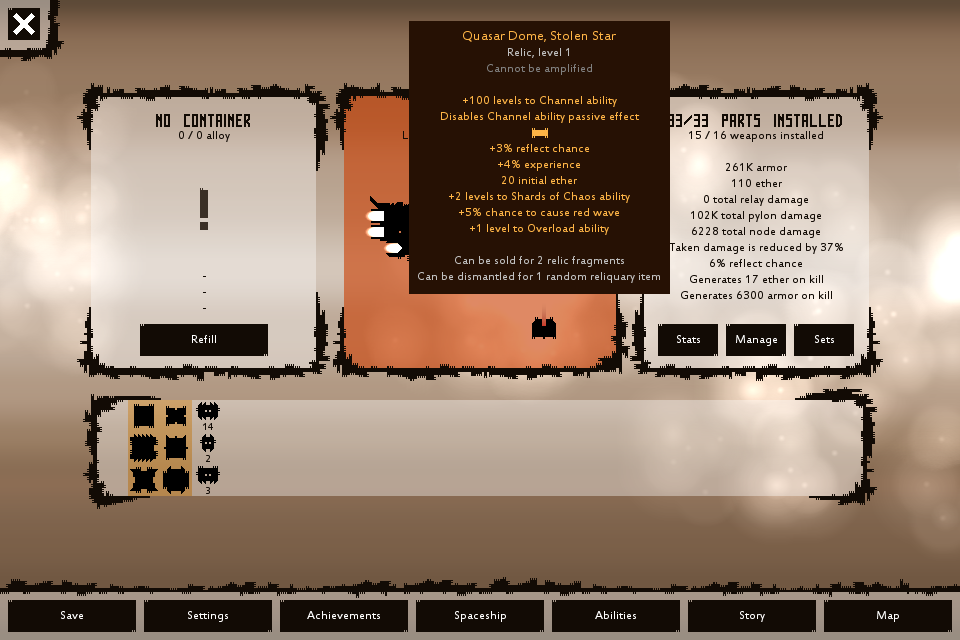 Quasar Dome, Stolen Star
Relic, level 1
Cannot be amplified
+100 levels to Channel ability
Disables Channel ability passive effect
+3% reflect chance
+4% experience
20 initial ether
+2 levels to Shards of Chaos ability
+5% chance to cause red wave
+1 level to Overload ability
Can be sold for 2 relic fragments
Can be dismantled for 1 random reliquary item
NO CONTAINER
0 / 0 alloy
!
-
-
-
Refill
L
33/33 PARTS INSTALLED
15 / 16 weapons installed
261K armor
110 ether
0 total relay damage
102K total pylon damage
6228 total node damage
Taken damage is reduced by 37%
6% reflect chance
Generates 17 ether on kill
Generates 6300 armor on kill
Stats
Manage
Sets
14
2
3
Save
Settings
Achievements
Spaceship
Abilities
Story
Map